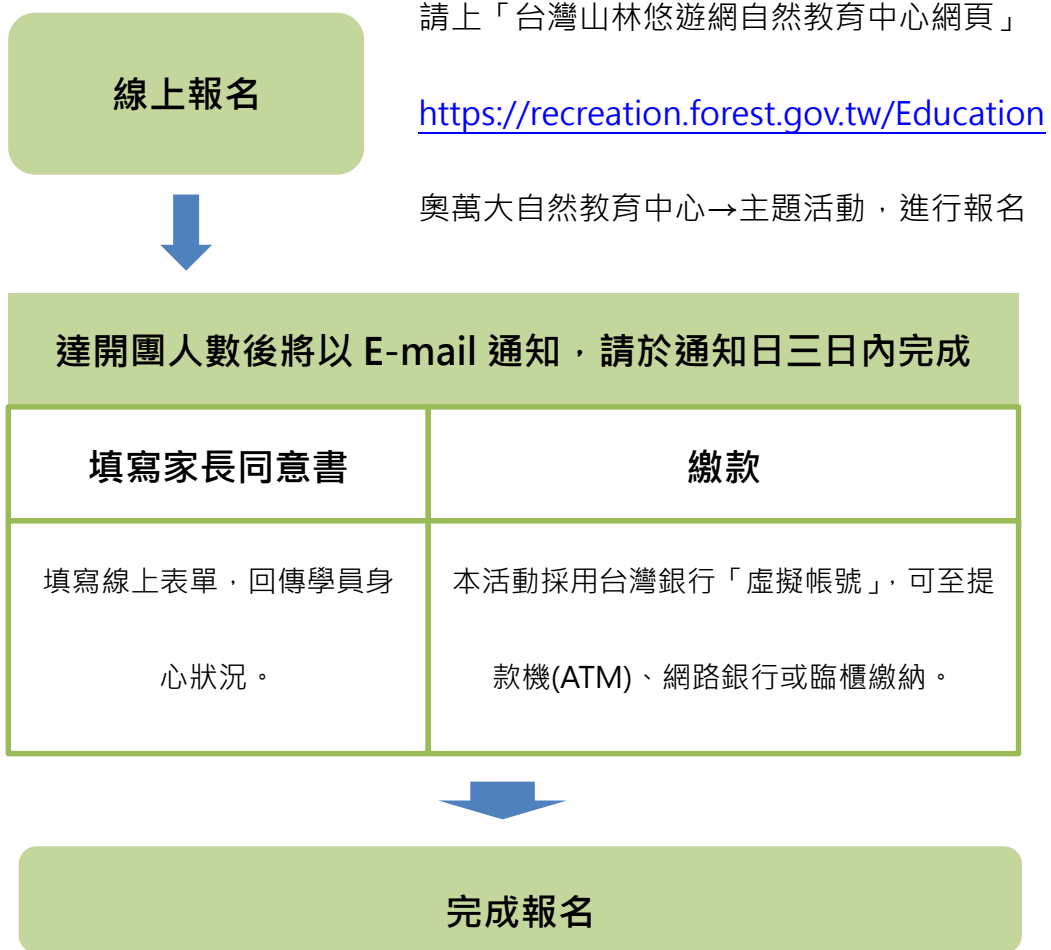 請上「台灣山林悠遊網自然教育中心網頁」
線上報名
https://recreation.forest.gov.tw/Education
奧萬大自然教育中心→主題活動，進行報名
達開團人數後將以 E-mail 通知，請於通知日三日內完成
填寫家長同意書
繳款
填寫線上表單，回傳學員身
心狀況。
本活動採用台灣銀行「虛擬帳號」，可至提
款機(ATM)、網路銀行或臨櫃繳納。
完成報名